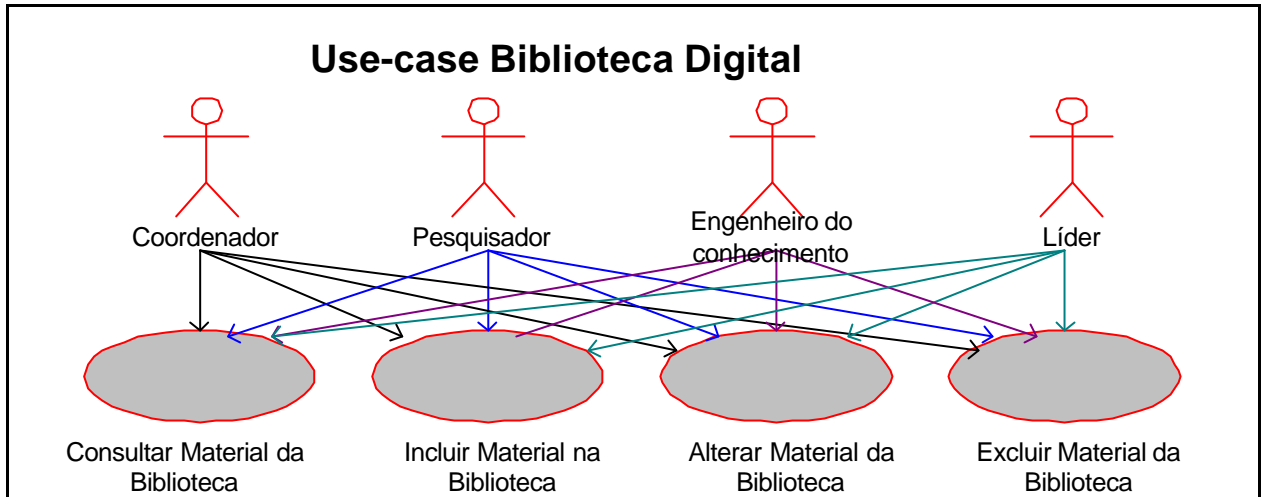 Use-case Biblioteca Digital
Coordenador
Pesquisador
Engenheiro do
conhecimento
Líder
Consultar Material da
Biblioteca
Incluir Material na
Biblioteca
Alterar Material da
Biblioteca
Excluir Material da
Biblioteca